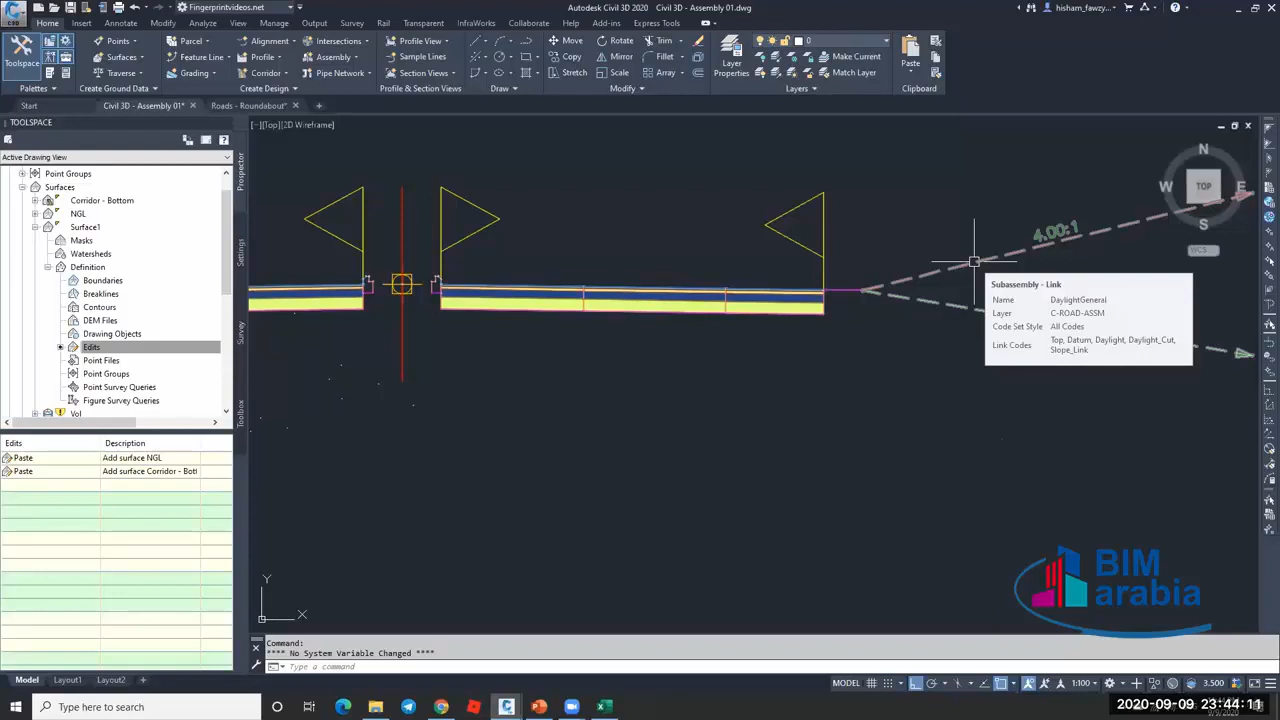 Fingerprintvideos.net
Autodesk Civil 3D 2020 - Assembly 01.dwg
Type a keyword or phrase
hisham_fawzy...
Home Insert Annotate Modify Analyze View Manage Output Survey Rail Transparent InfraWorks Collaborate Help Add-ins Express Tools
Toolspace
Points
Surfaces
Traverse
Parcel
Feature Line
Grading
Alignment
Profile
Corridor
Intersections
Assembly
Pipe Network
Profile View
Sample Lines
Section Views
Move
Copy
Stretch
Rotate
Mirror
Scale
Trim
Fillet
Array
Layer
Properties
0
Make Current
Match Layer
Paste
Palettes Create Ground Data Create Design Profile & Section Views Draw Modify Layers Clipboard
Start Civil 3D - Assembly 01* Roads - Roundabout*
TOOLSPACE
Active Drawing View
Point Groups
Surfaces
Corridor - Bottom
NGL
Surface1
Masks
Watersheds
Definition
Boundaries
Breaklines
Contours
DEM Files
Drawing Objects
Edits
Point Files
Point Groups
Point Survey Queries
Figure Survey Queries
Vol
Prospector
Settings
Survey
Toolbox
Edits Description
Paste Add surface NGL
Paste Add surface Corridor - Bott
[−][Top][2D Wireframe]
N
W TOP E
S
WCS
4.00:1
Subassembly - Link
Name DaylightGeneral
Layer C-ROAD-ASSM
Code Set Style All Codes
Link Codes Top, Datum, Daylight, Daylight_Cut, Slope_Link
BIM
arabia
Y
X
Command:
**** No System Variable Changed ****
Type a command
Model Layout1 Layout2
MODEL 1:100 3.500
Type here to search
2020-09-09 23:44:11